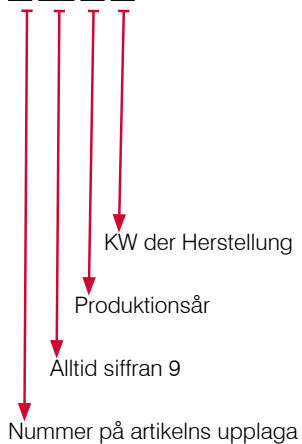 KW der Herstellung
Produktionsår
Alltid siffran 9
Nummer på artikelns upplaga